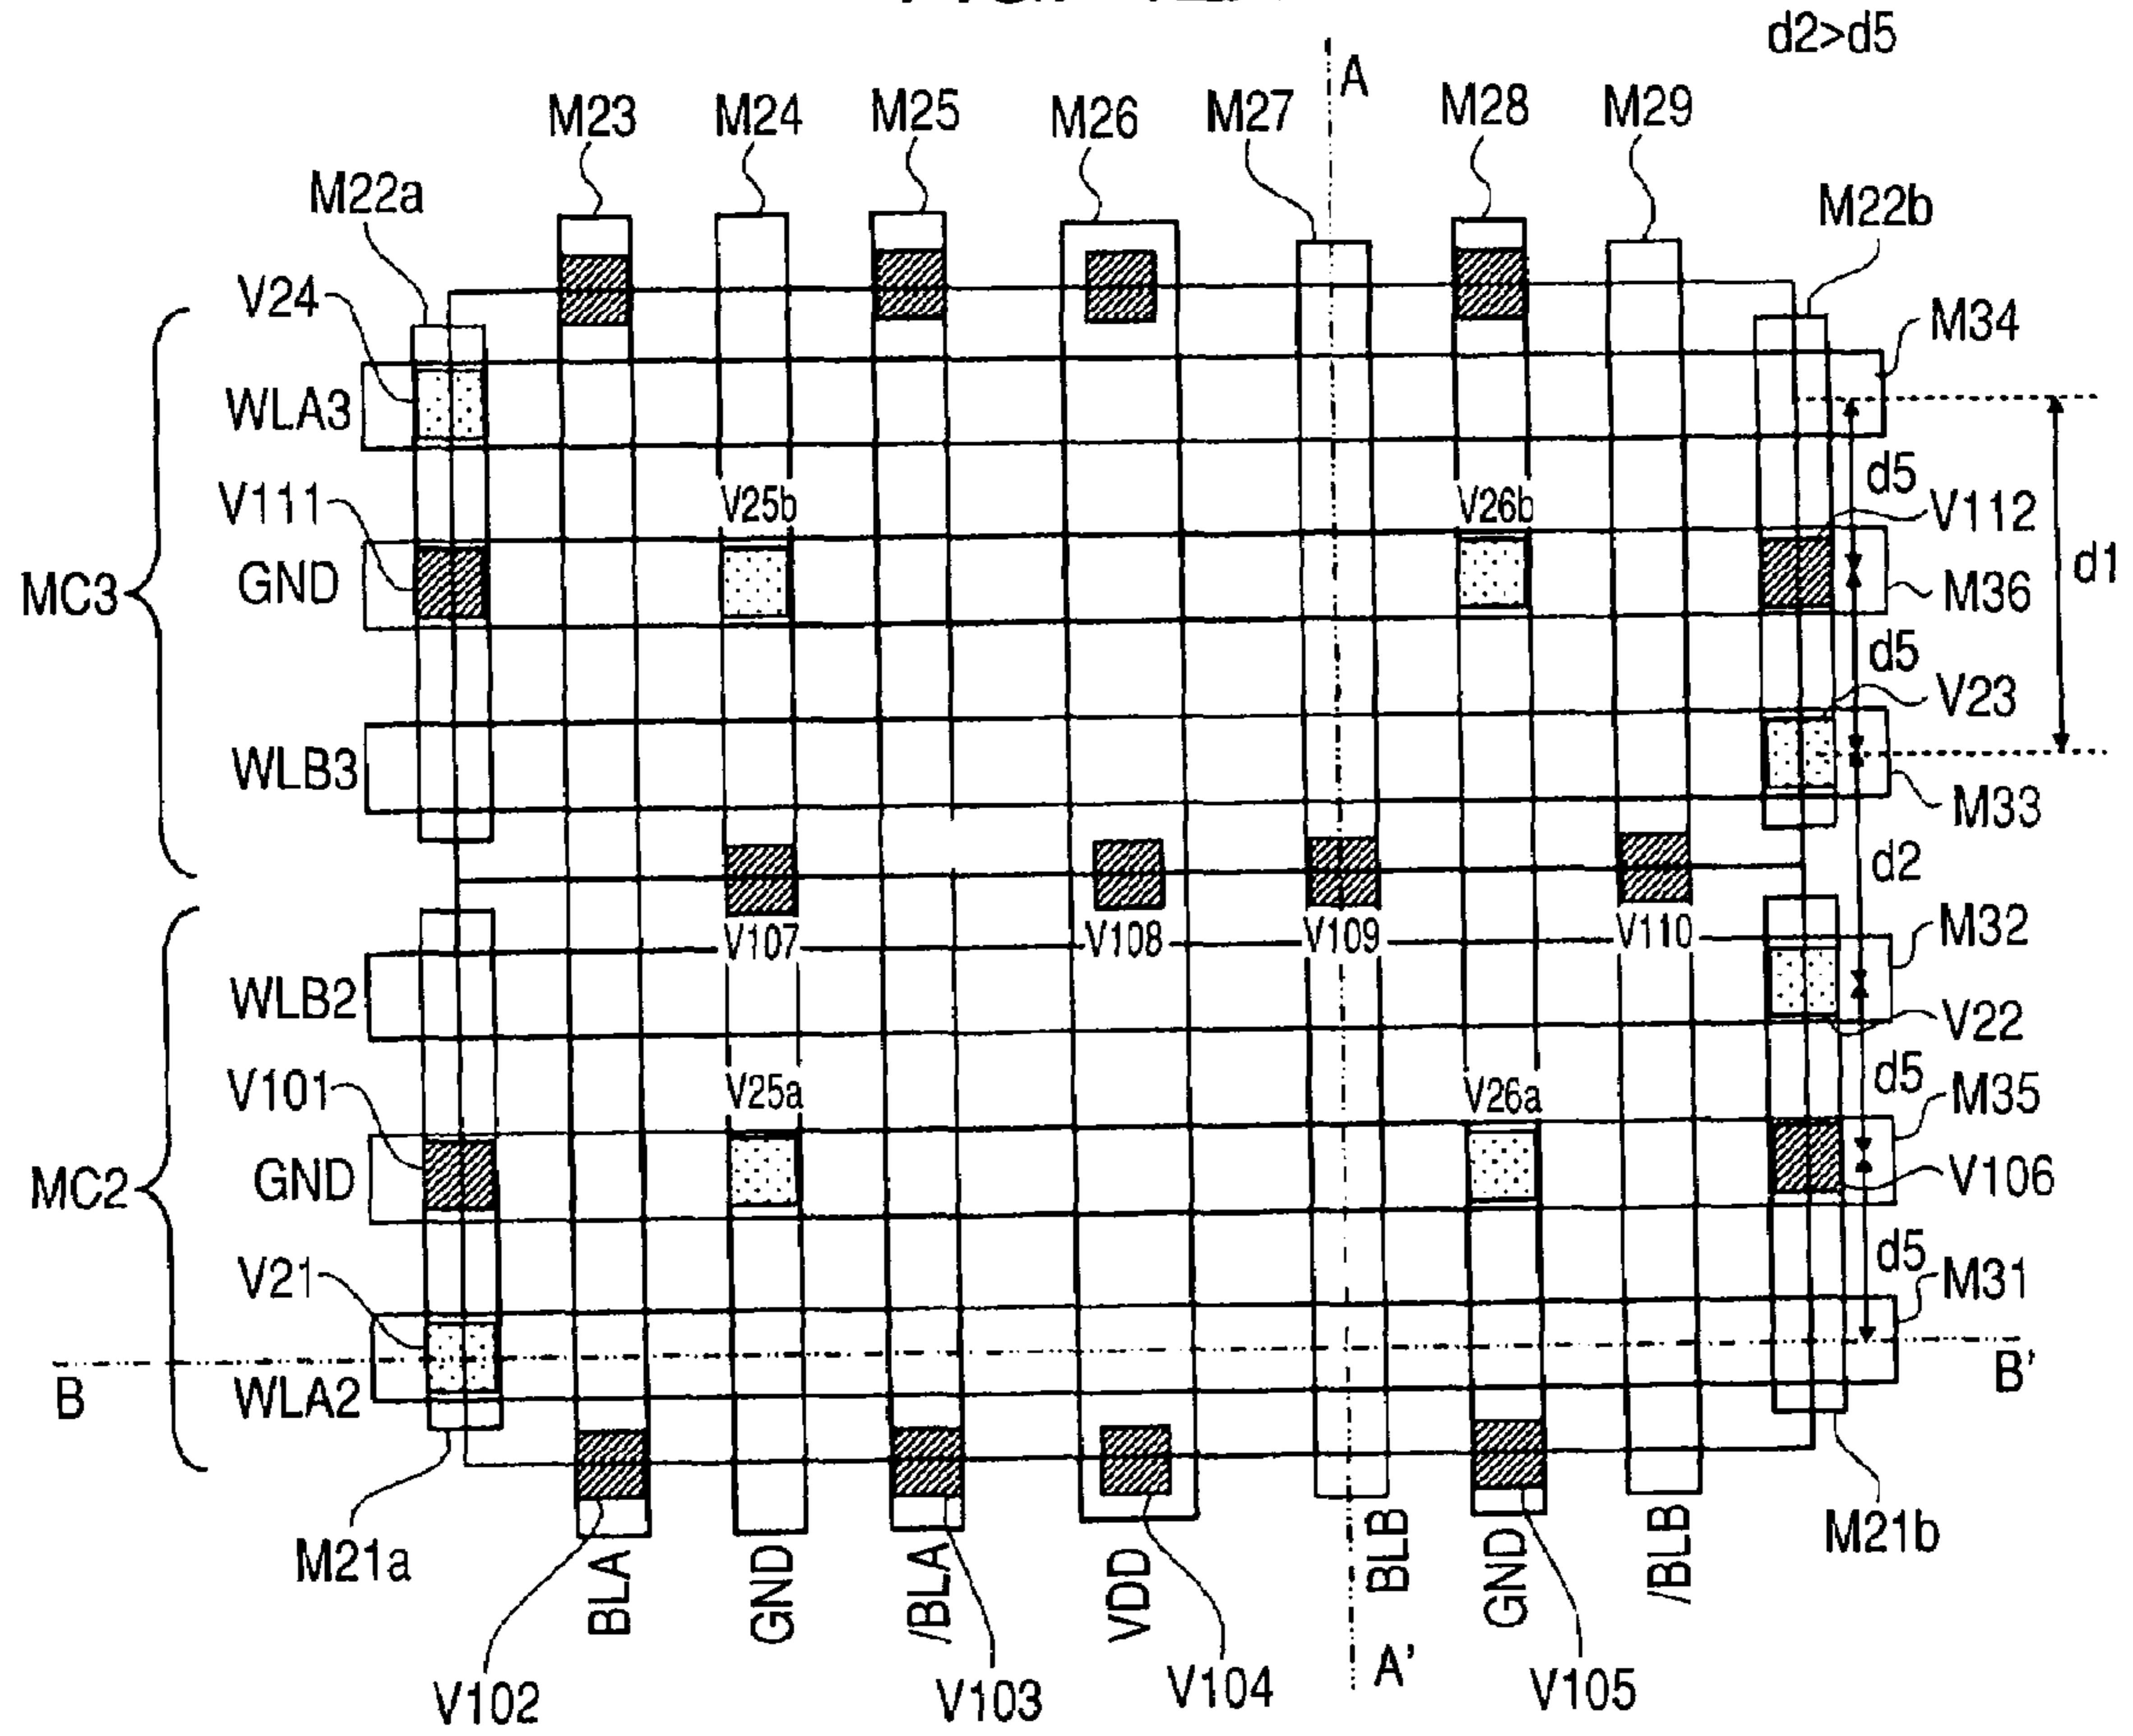 d2>d5
A
M23
M24
M25
M26
M27
M28
M29
M22a
M22b
V24
M34
WLA3
d5
V111
V25b
V26b
V112
d1
MC3
GND
M36
d5
V23
WLB3
M33
d2
V107
V108
V109
V110
M32
WLB2
V22
V101
V25a
V26a
d5
M35
MC2
GND
V106
V21
d5
M31
B
WLA2
B'
M21a
BLA
GND
/BLA
VDD
BLB
GND
/BLB
M21b
V102
V103
V104
A'
V105